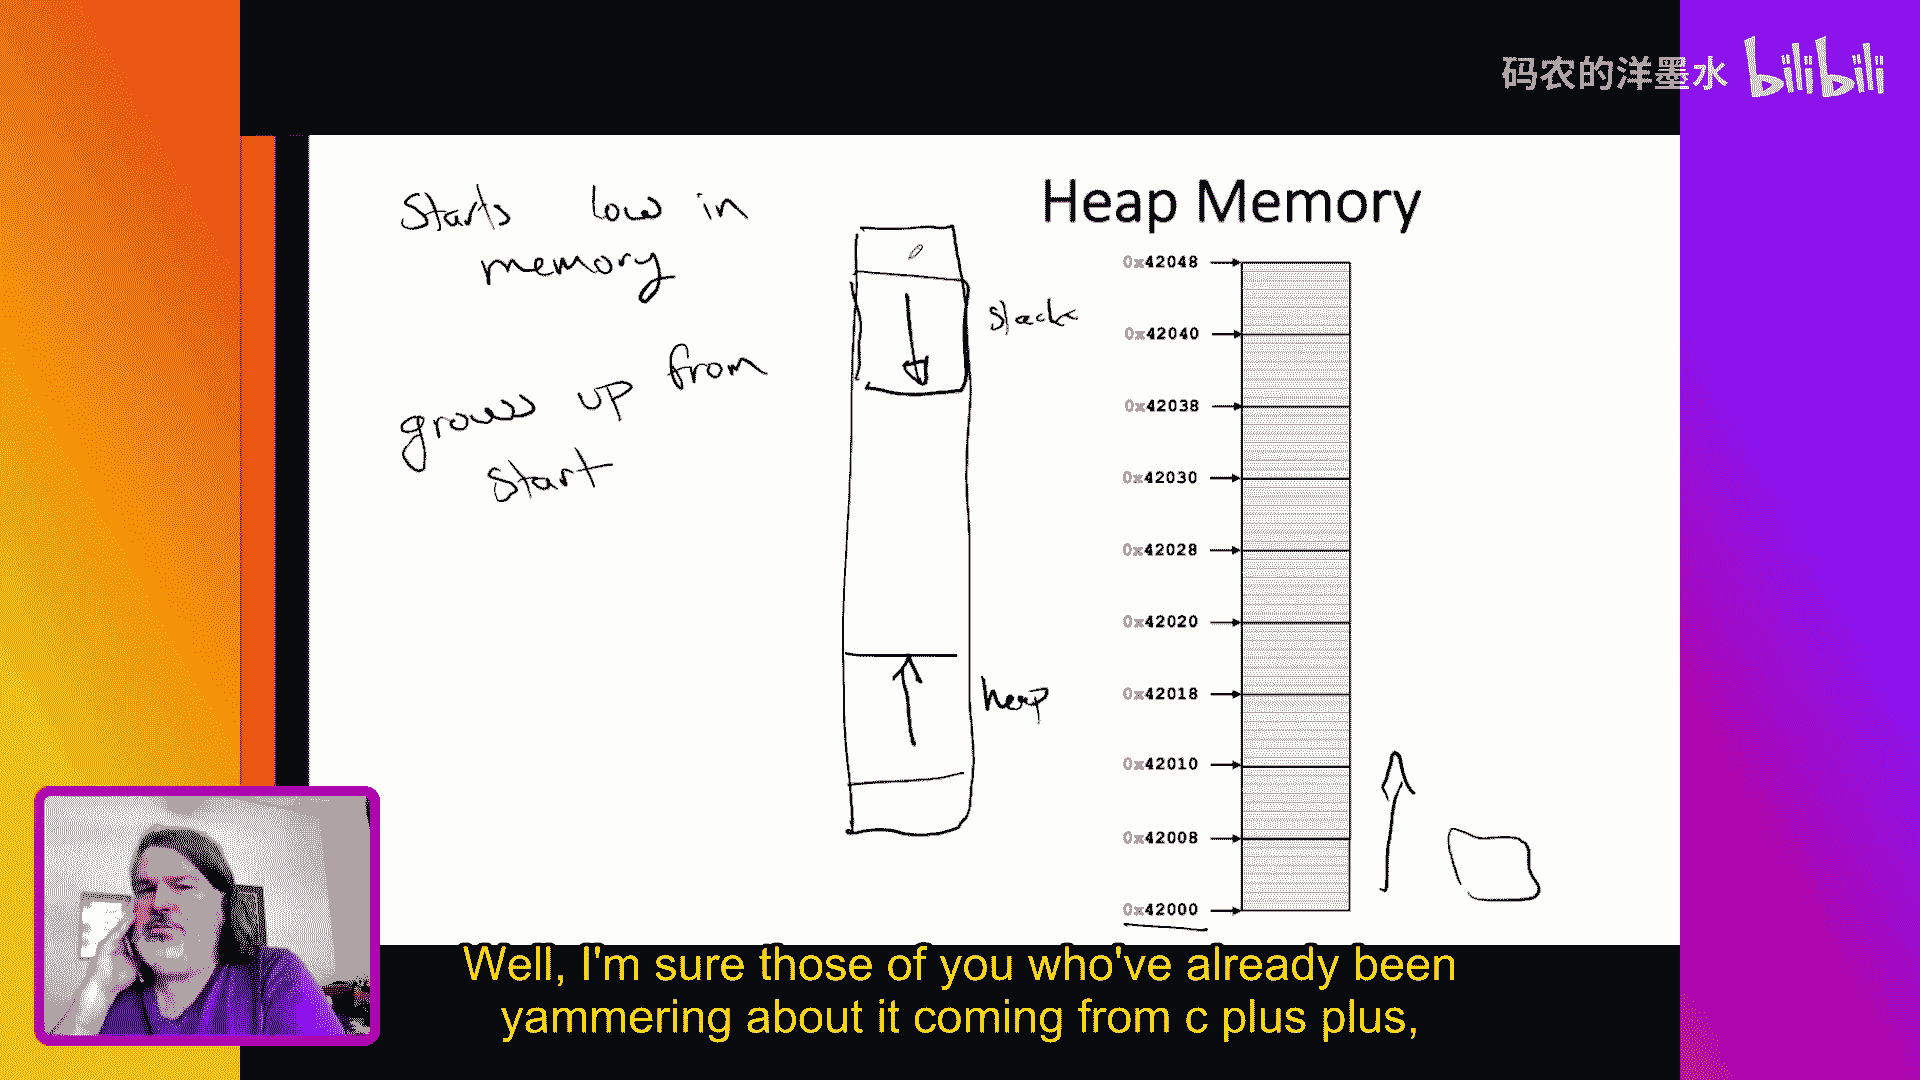 码农的洋墨水 bilibili
Starts low in
memory
grows up from
start
stack
heap
Heap Memory
0x42048
0x42040
0x42038
0x42030
0x42028
0x42020
0x42018
0x42010
0x42008
0x42000
Well, I'm sure those of you who've already been
yammering about it coming from c plus plus,